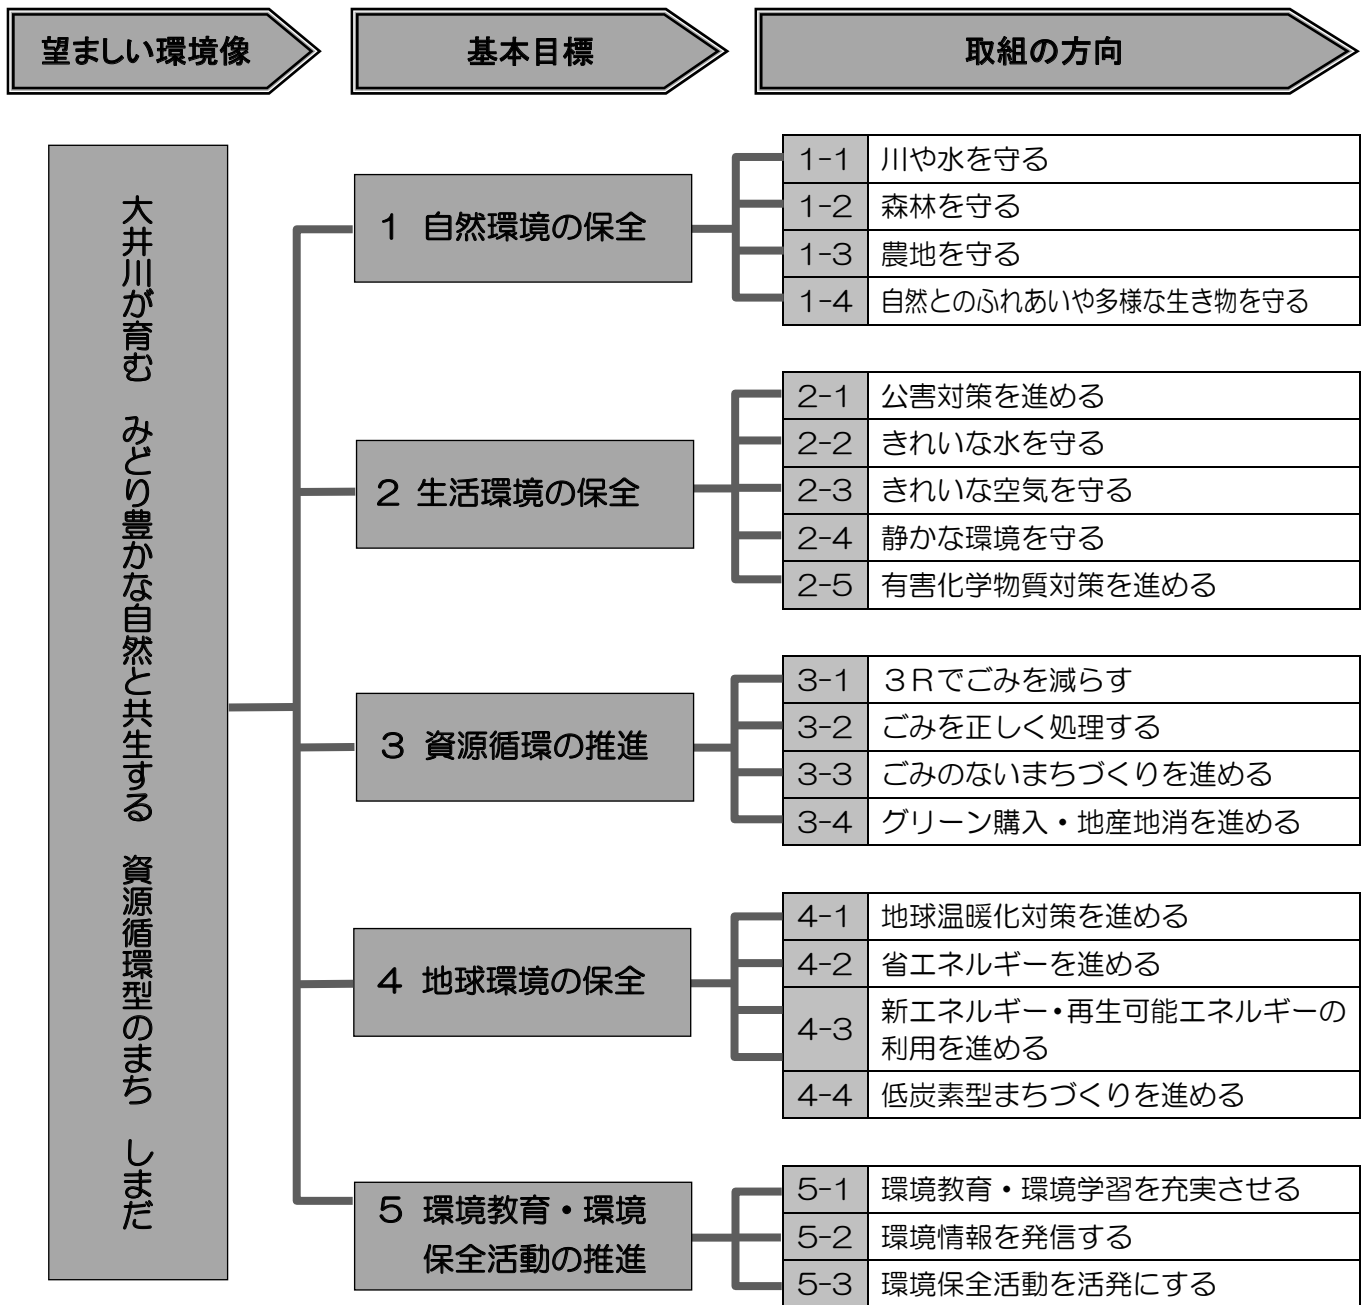 望ましい環境像
基本目標
取組の方向
大井川が育む　みどり豊かな自然と共生する　資源循環型のまち　しまだ
1 自然環境の保全
1-1 川や水を守る
1-2 森林を守る
1-3 農地を守る
1-4 自然とのふれあいや多様な生き物を守る
2 生活環境の保全
2-1 公害対策を進める
2-2 きれいな水を守る
2-3 きれいな空気を守る
2-4 静かな環境を守る
2-5 有害化学物質対策を進める
3 資源循環の推進
3-1 ３Ｒでごみを減らす
3-2 ごみを正しく処理する
3-3 ごみのないまちづくりを進める
3-4 グリーン購入・地産地消を進める
4 地球環境の保全
4-1 地球温暖化対策を進める
4-2 省エネルギーを進める
4-3 新エネルギー・再生可能エネルギーの
利用を進める
4-4 低炭素型まちづくりを進める
5 環境教育・環境
保全活動の推進
5-1 環境教育・環境学習を充実させる
5-2 環境情報を発信する
5-3 環境保全活動を活発にする